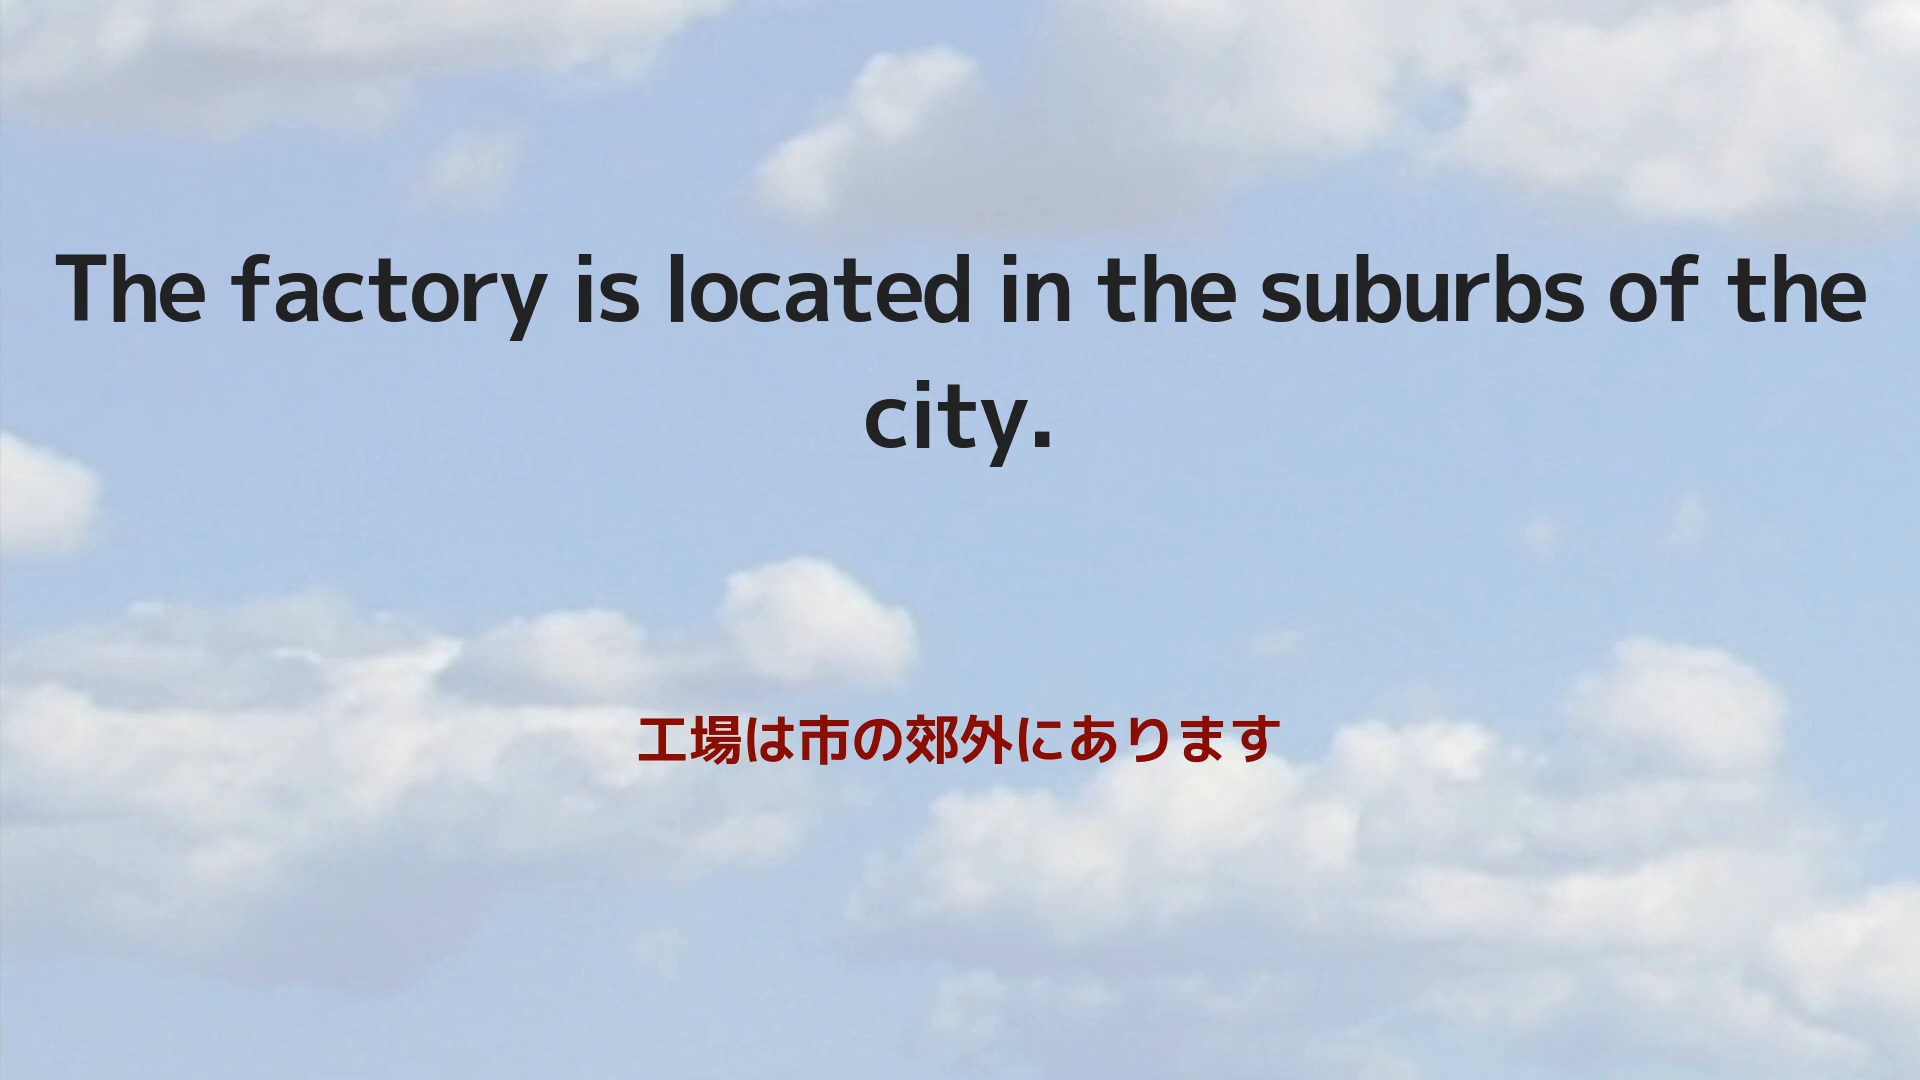 The factory is located in the suburbs of the
city.
工場は市の郊外にあります